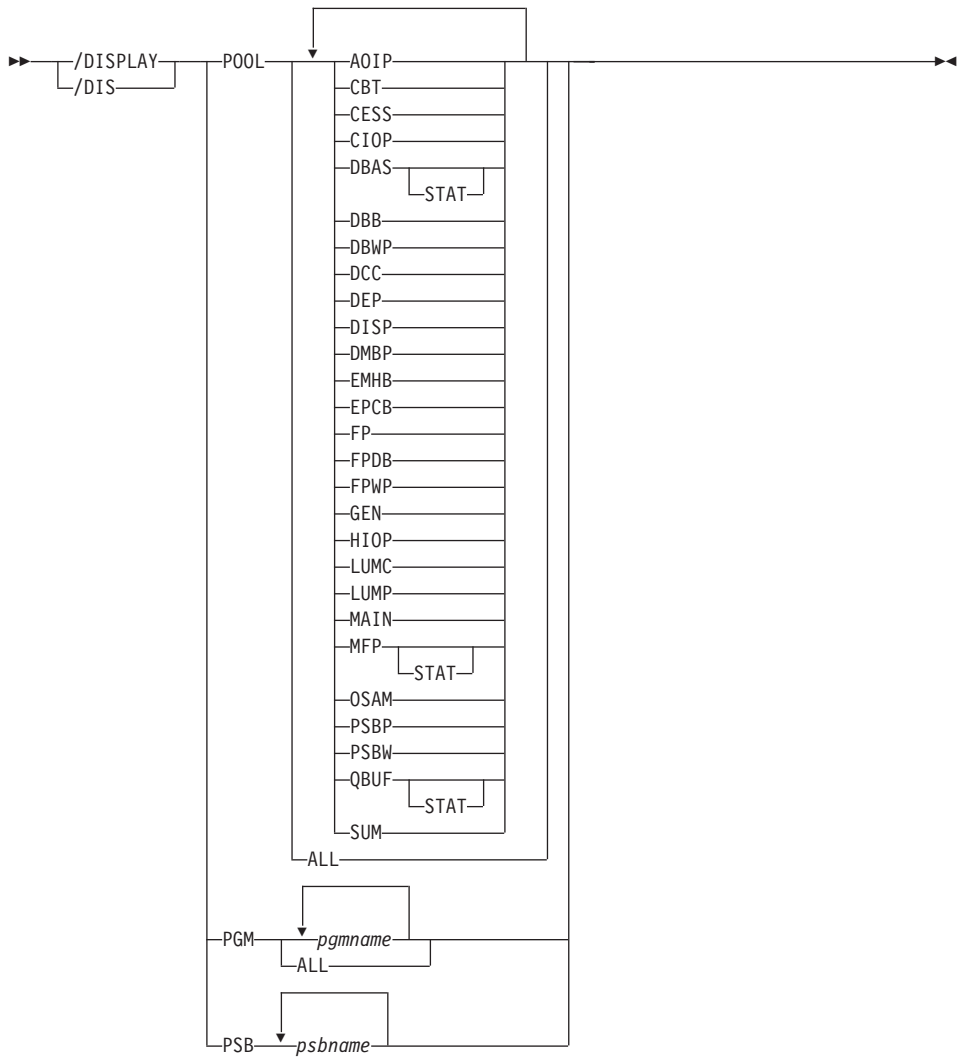 /DISPLAY POOL AOIP
/DIS CBT
CESS
CIOP
DBAS
STAT
DBB
DBWP
DCC
DEP
DISP
DMBP
EMHB
EPCB
FP
FPDB
FPWP
GEN
HIOP
LUMC
LUMP
MAIN
MFP
STAT
OSAM
PSBP
PSBW
QBUF
STAT
SUM
ALL
PGM pgmname
ALL
PSB psbname